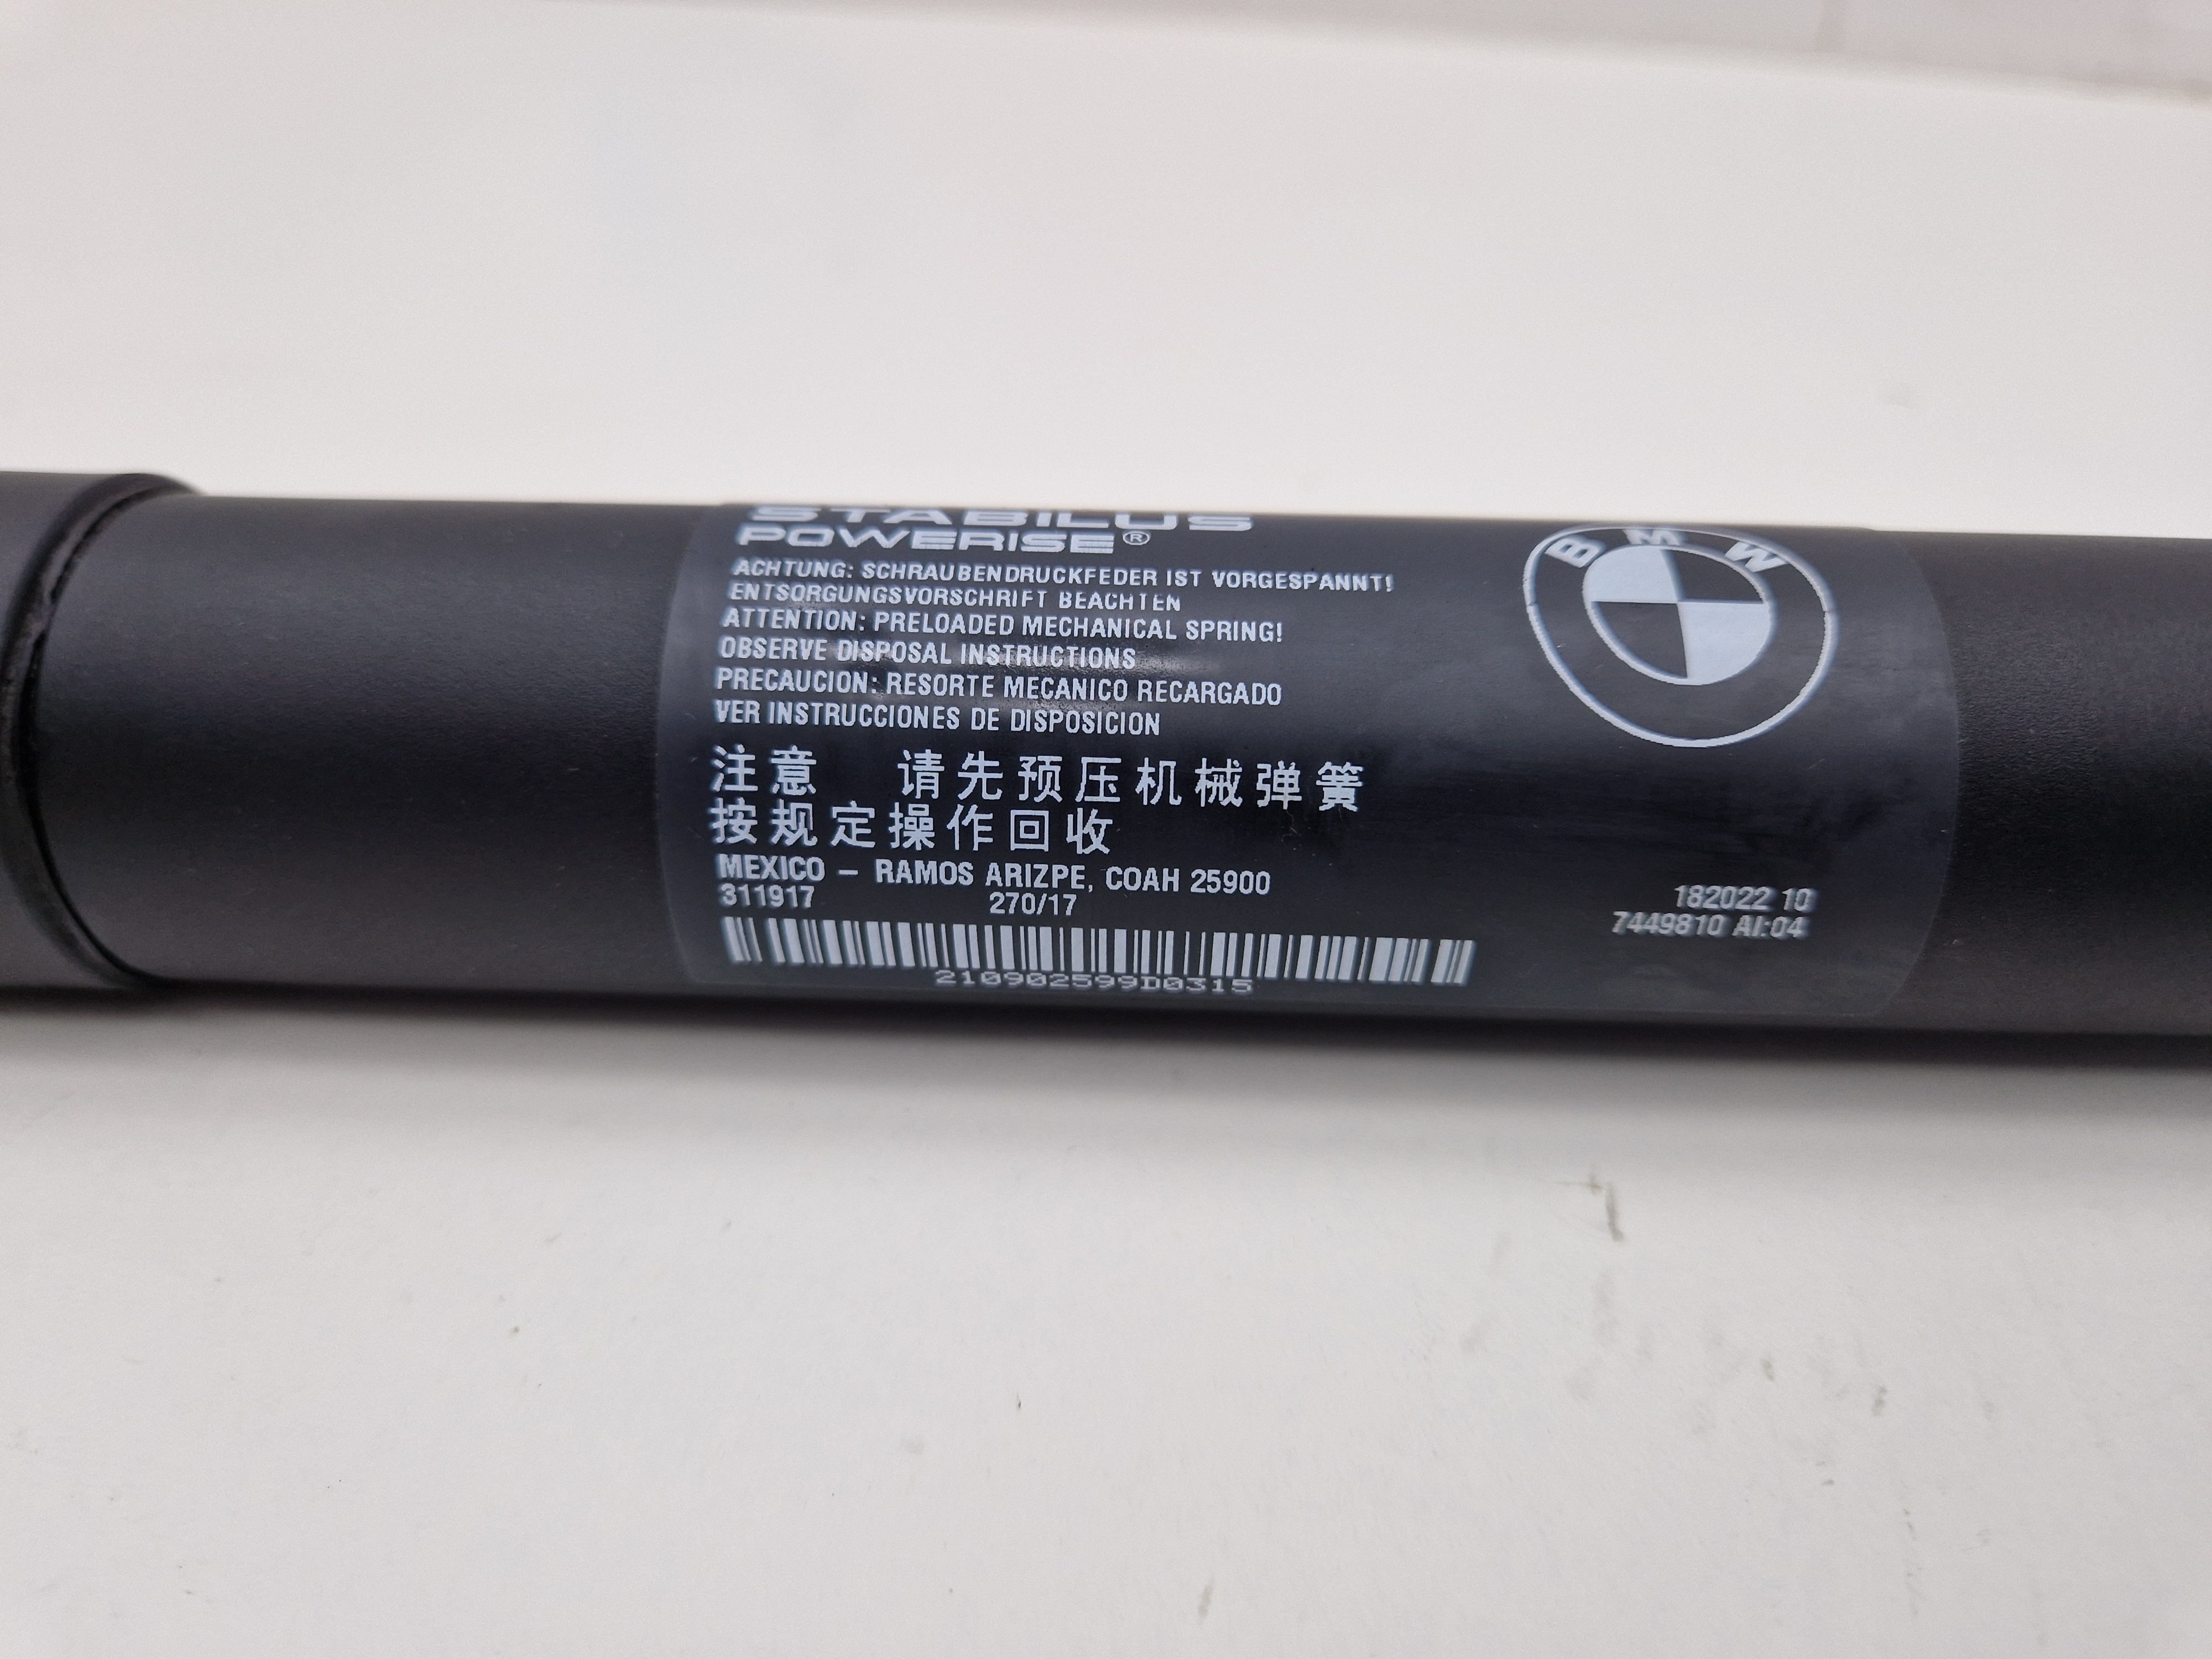 STABILUS
POWERISE®
ACHTUNG: SCHRAUBENDRUCKFEDER IST VORGESPANNT!
ENTSORGUNGSVORSCHRIFT BEACHTEN
ATTENTION: PRELOADED MECHANICAL SPRING!
OBSERVE DISPOSAL INSTRUCTIONS
PRECAUCION: RESORTE MECANICO RECARGADO
VER INSTRUCCIONES DE DISPOSICION
注意 请先预压机械弹簧
按规定操作回收
MEXICO – RAMOS ARIZPE, COAH 25900
311917 270/17
210902599D0315
BMW
182022 10
7449810 AI:04